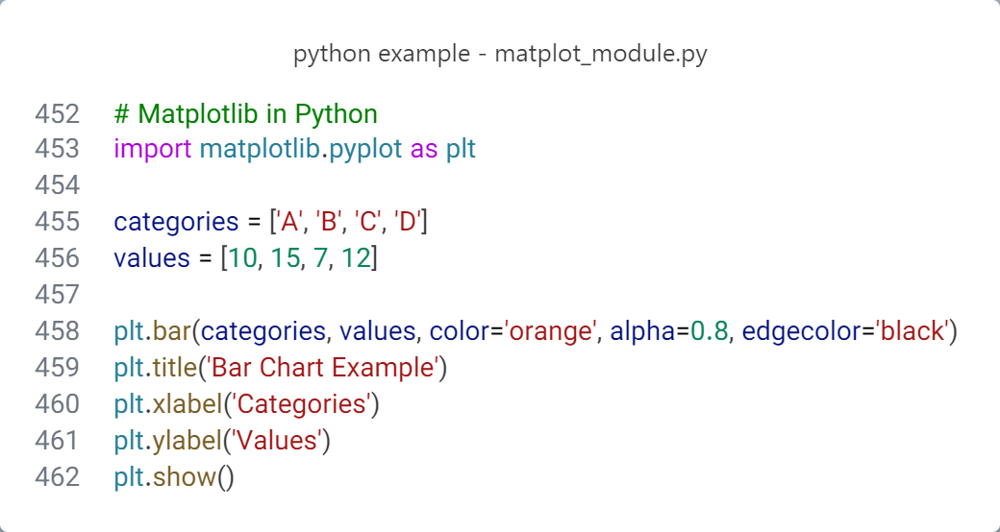 python example - matplot_module.py
452 # Matplotlib in Python
453 import matplotlib.pyplot as plt
454
455 categories = ['A', 'B', 'C', 'D']
456 values = [10, 15, 7, 12]
457
458 plt.bar(categories, values, color='orange', alpha=0.8, edgecolor='black')
459 plt.title('Bar Chart Example')
460 plt.xlabel('Categories')
461 plt.ylabel('Values')
462 plt.show()